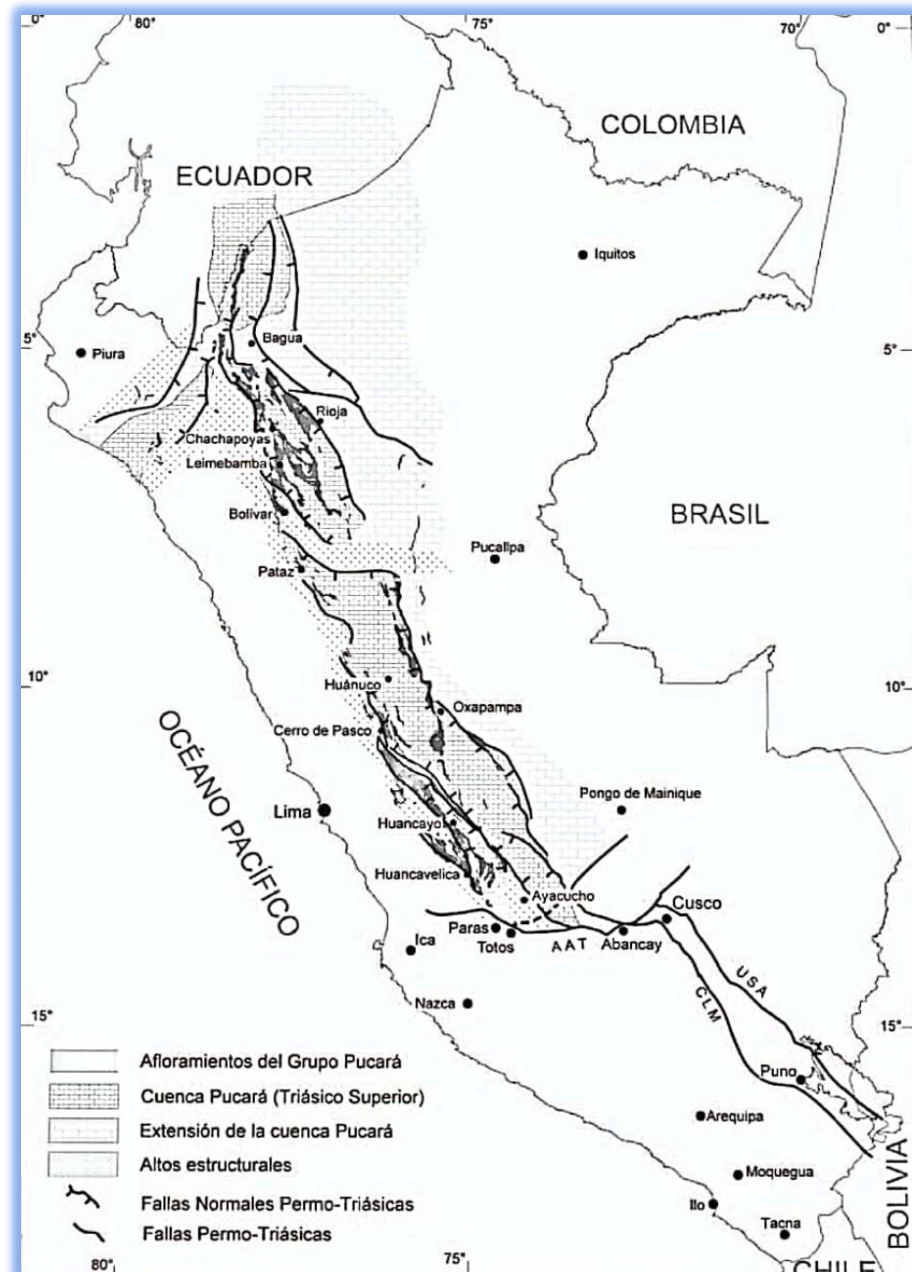 80°
75°
70°
0°
0°
COLOMBIA
ECUADOR
Iquitos
5°
5°
Piura
Bagua
Rioja
Chachapoyas
Leimebamba
Bolívar
BRASIL
Pucallpa
Pataz
10°
10°
Huánuco
Oxapampa
Cerro de Pasco
OCÉANO PACÍFICO
Pongo de Mainique
Lima
Huancayo
Huancavelica
Ayacucho
Cusco
Paras
Totos
AAT
Abancay
Ica
USA
CLM
Nazca
15°
15°
Puno
Arequipa
Moquegua
Ilo
Tacna
BOLIVIA
CHILE
Afloramientos del Grupo Pucará
Cuenca Pucará (Triásico Superior)
Extensión de la cuenca Pucará
Altos estructurales
Fallas Normales Permo-Triásicas
Fallas Permo-Triásicas
80°
75°